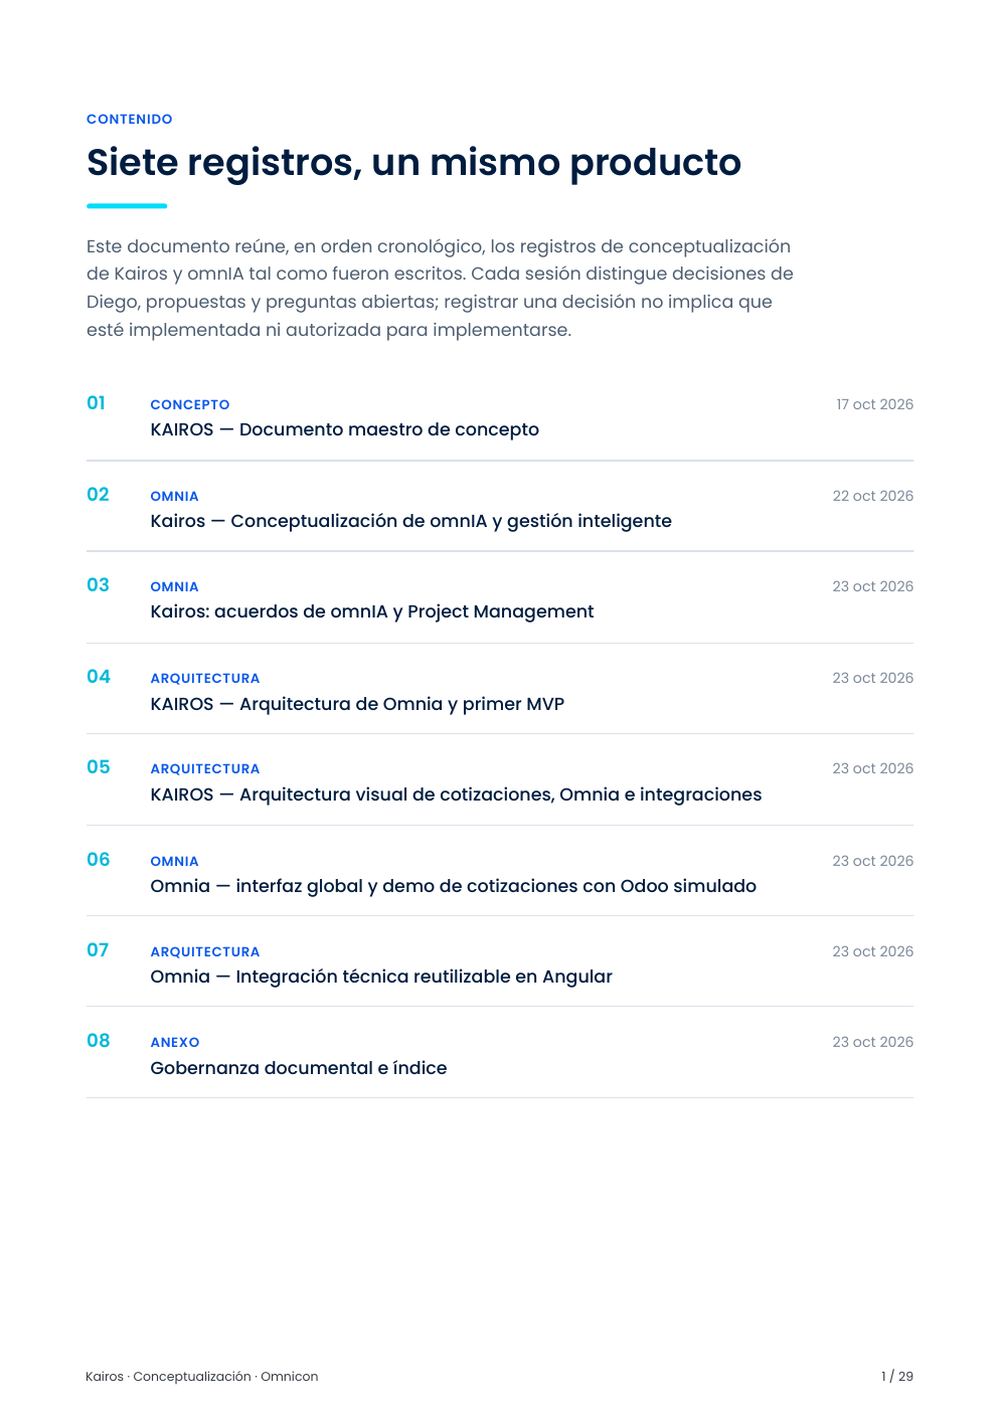 CONTENIDO
Siete registros, un mismo producto
Este documento reúne, en orden cronológico, los registros de conceptualización
de Kairos y omnIA tal como fueron escritos. Cada sesión distingue decisiones de
Diego, propuestas y preguntas abiertas; registrar una decisión no implica que
esté implementada ni autorizada para implementarse.
01 CONCEPTO 17 oct 2026
KAIROS — Documento maestro de concepto
02 OMNIA 22 oct 2026
Kairos — Conceptualización de omnIA y gestión inteligente
03 OMNIA 23 oct 2026
Kairos: acuerdos de omnIA y Project Management
04 ARQUITECTURA 23 oct 2026
KAIROS — Arquitectura de Omnia y primer MVP
05 ARQUITECTURA 23 oct 2026
KAIROS — Arquitectura visual de cotizaciones, Omnia e integraciones
06 OMNIA 23 oct 2026
Omnia — interfaz global y demo de cotizaciones con Odoo simulado
07 ARQUITECTURA 23 oct 2026
Omnia — Integración técnica reutilizable en Angular
08 ANEXO 23 oct 2026
Gobernanza documental e índice
Kairos · Conceptualización · Omnicon 1 / 29